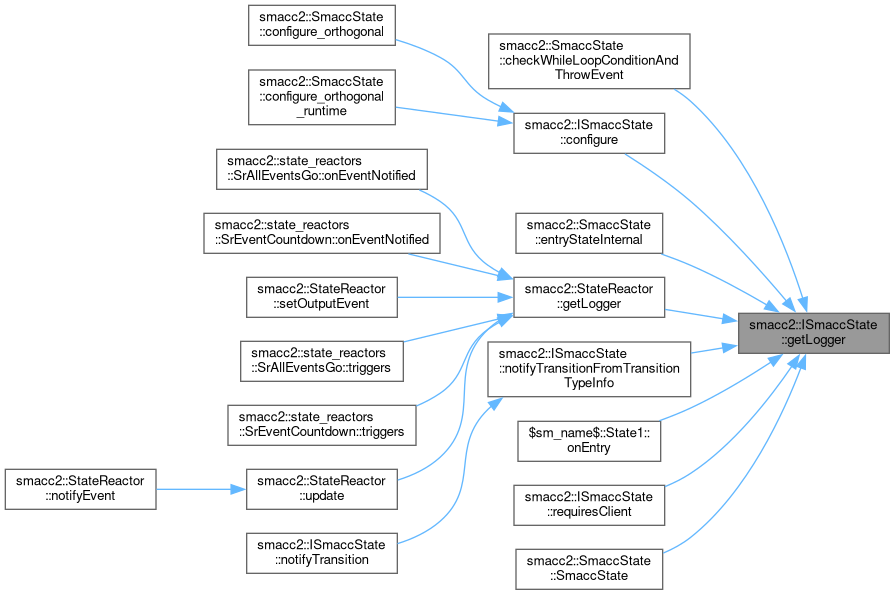 smacc2::SmaccState
::configure_orthogonal
smacc2::SmaccState
::checkWhileLoopConditionAnd
ThrowEvent
smacc2::SmaccState
::configure_orthogonal
_runtime
smacc2::ISmaccState
::configure
smacc2::state_reactors
::SrAllEventsGo::onEventNotified
smacc2::state_reactors
::SrEventCountdown::onEventNotified
smacc2::SmaccState
::entryStateInternal
smacc2::StateReactor
::setOutputEvent
smacc2::StateReactor
::getLogger
smacc2::ISmaccState
::getLogger
smacc2::state_reactors
::SrAllEventsGo::triggers
smacc2::ISmaccState
::notifyTransitionFromTransition
TypeInfo
smacc2::state_reactors
::SrEventCountdown::triggers
$sm_name$::State1::
onEntry
smacc2::StateReactor
::notifyEvent
smacc2::StateReactor
::update
smacc2::ISmaccState
::requiresClient
smacc2::ISmaccState
::notifyTransition
smacc2::SmaccState
::SmaccState